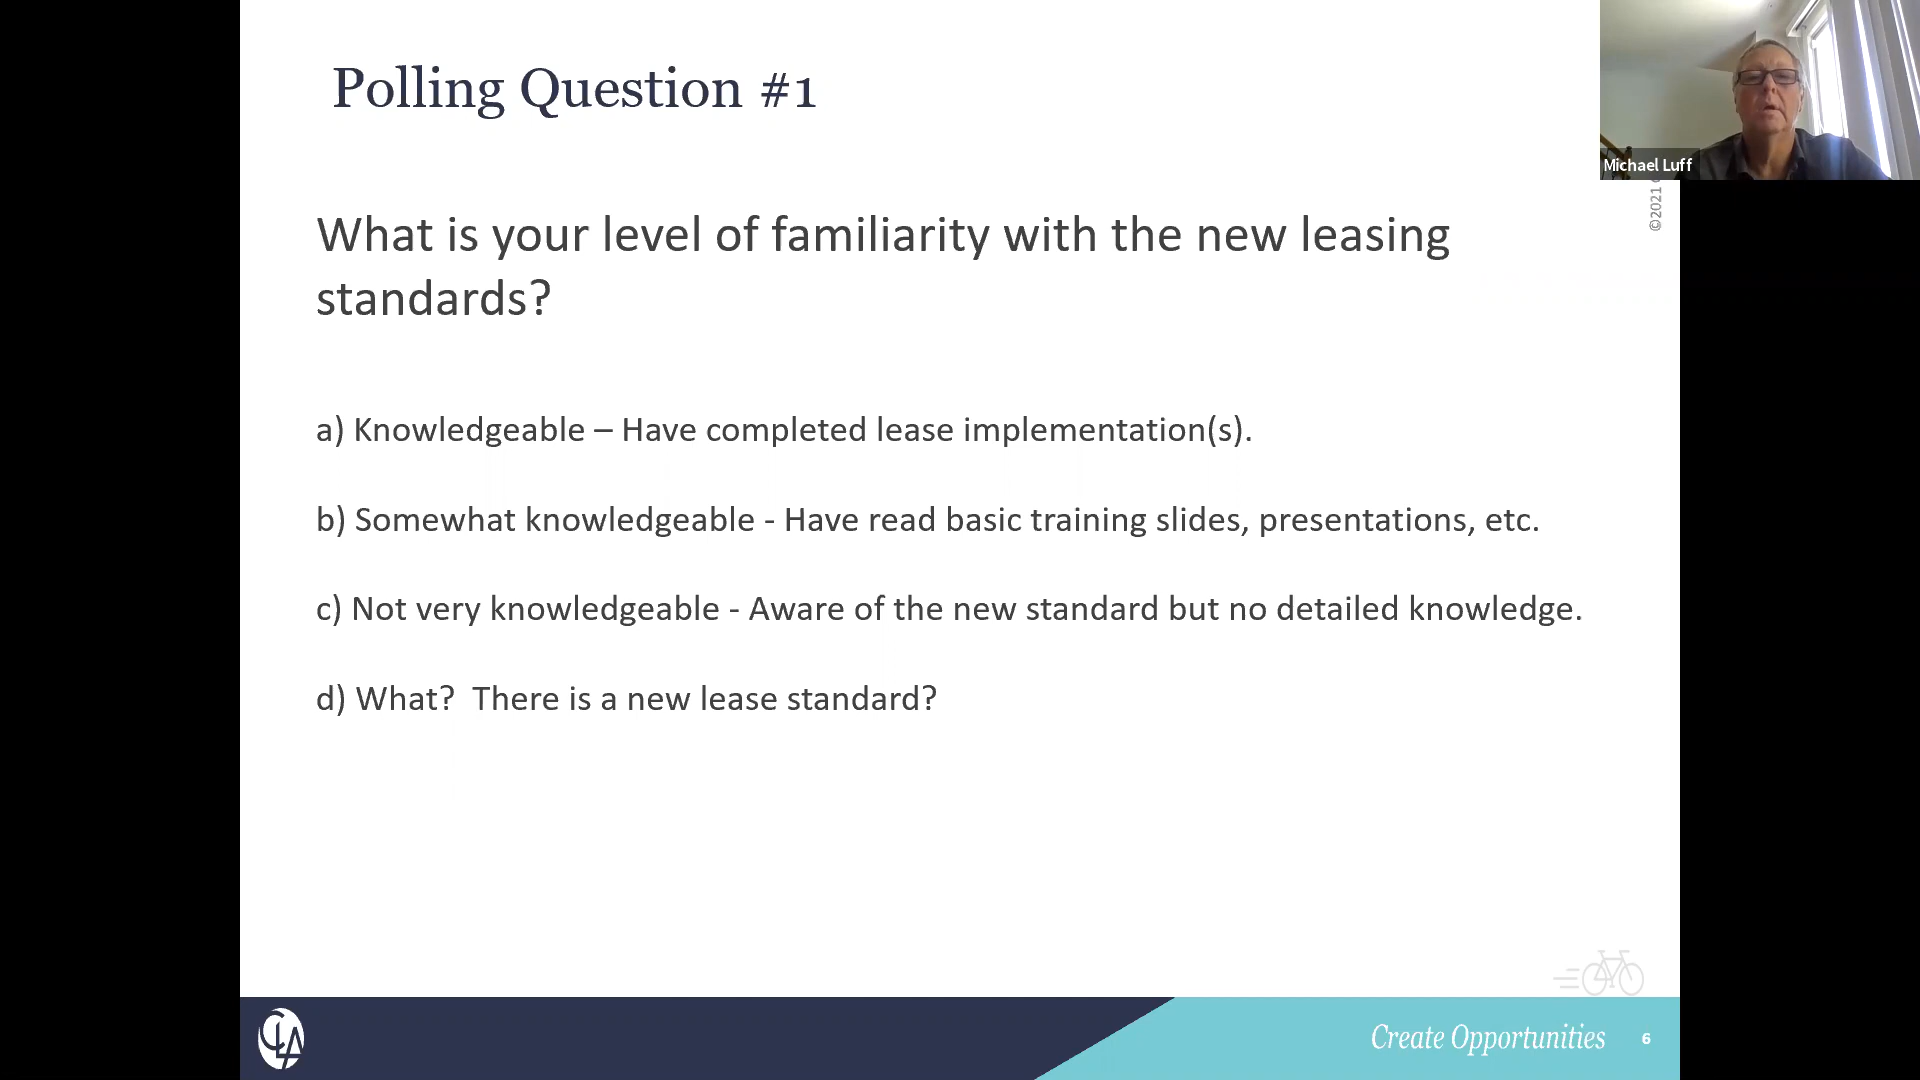 Polling Question #1
Michael Luff
©2021
What is your level of familiarity with the new leasing
standards?
a) Knowledgeable – Have completed lease implementation(s).
b) Somewhat knowledgeable - Have read basic training slides, presentations, etc.
c) Not very knowledgeable - Aware of the new standard but no detailed knowledge.
d) What?  There is a new lease standard?
CLA
Create Opportunities
6